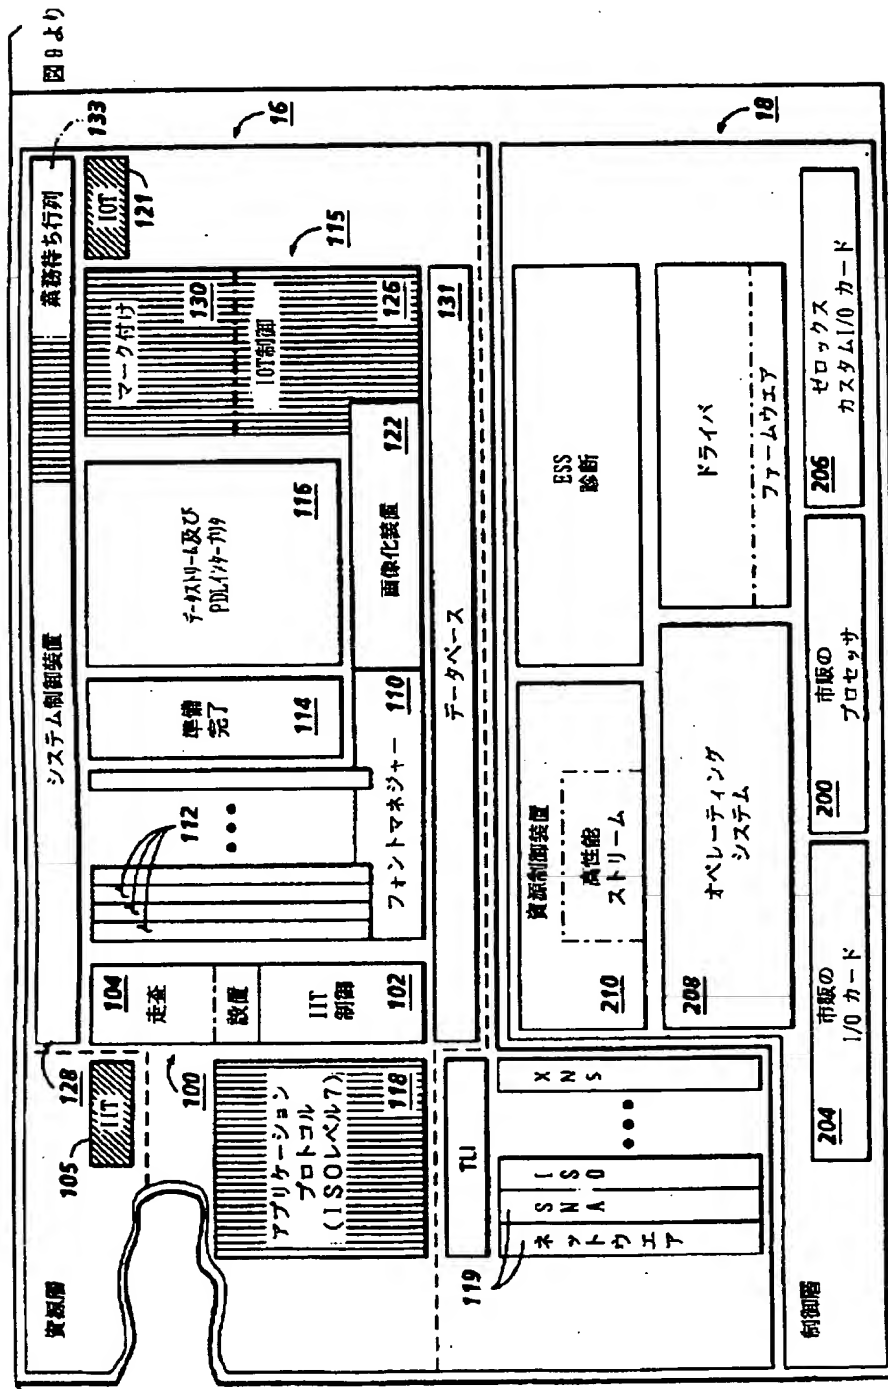 図9より
資源層
システム制御装置
業務待ち行列
133
128
105
IIT
IOT
121
16
100
走査
104
設置
IIT
制御
102
112
フォントマネジャー
110
準備
完了
114
データストリーム及び
PDLインタープリタ
116
画像化装置
122
マーク付け
130
IOT制御
126
115
アプリケーション
プロトコル
(ISOレベル7)
118
データベース
131
TLI
119
ネットウエア
SNA
ISO
XNS
18
資源制御装置
高性能
ストリーム
210
ESS
診断
オペレーティング
システム
208
ドライバ
ファームウエア
制御層
204
市販の
I/O カード
200
市販の
プロセッサ
206
ゼロックス
カスタムI/O カード